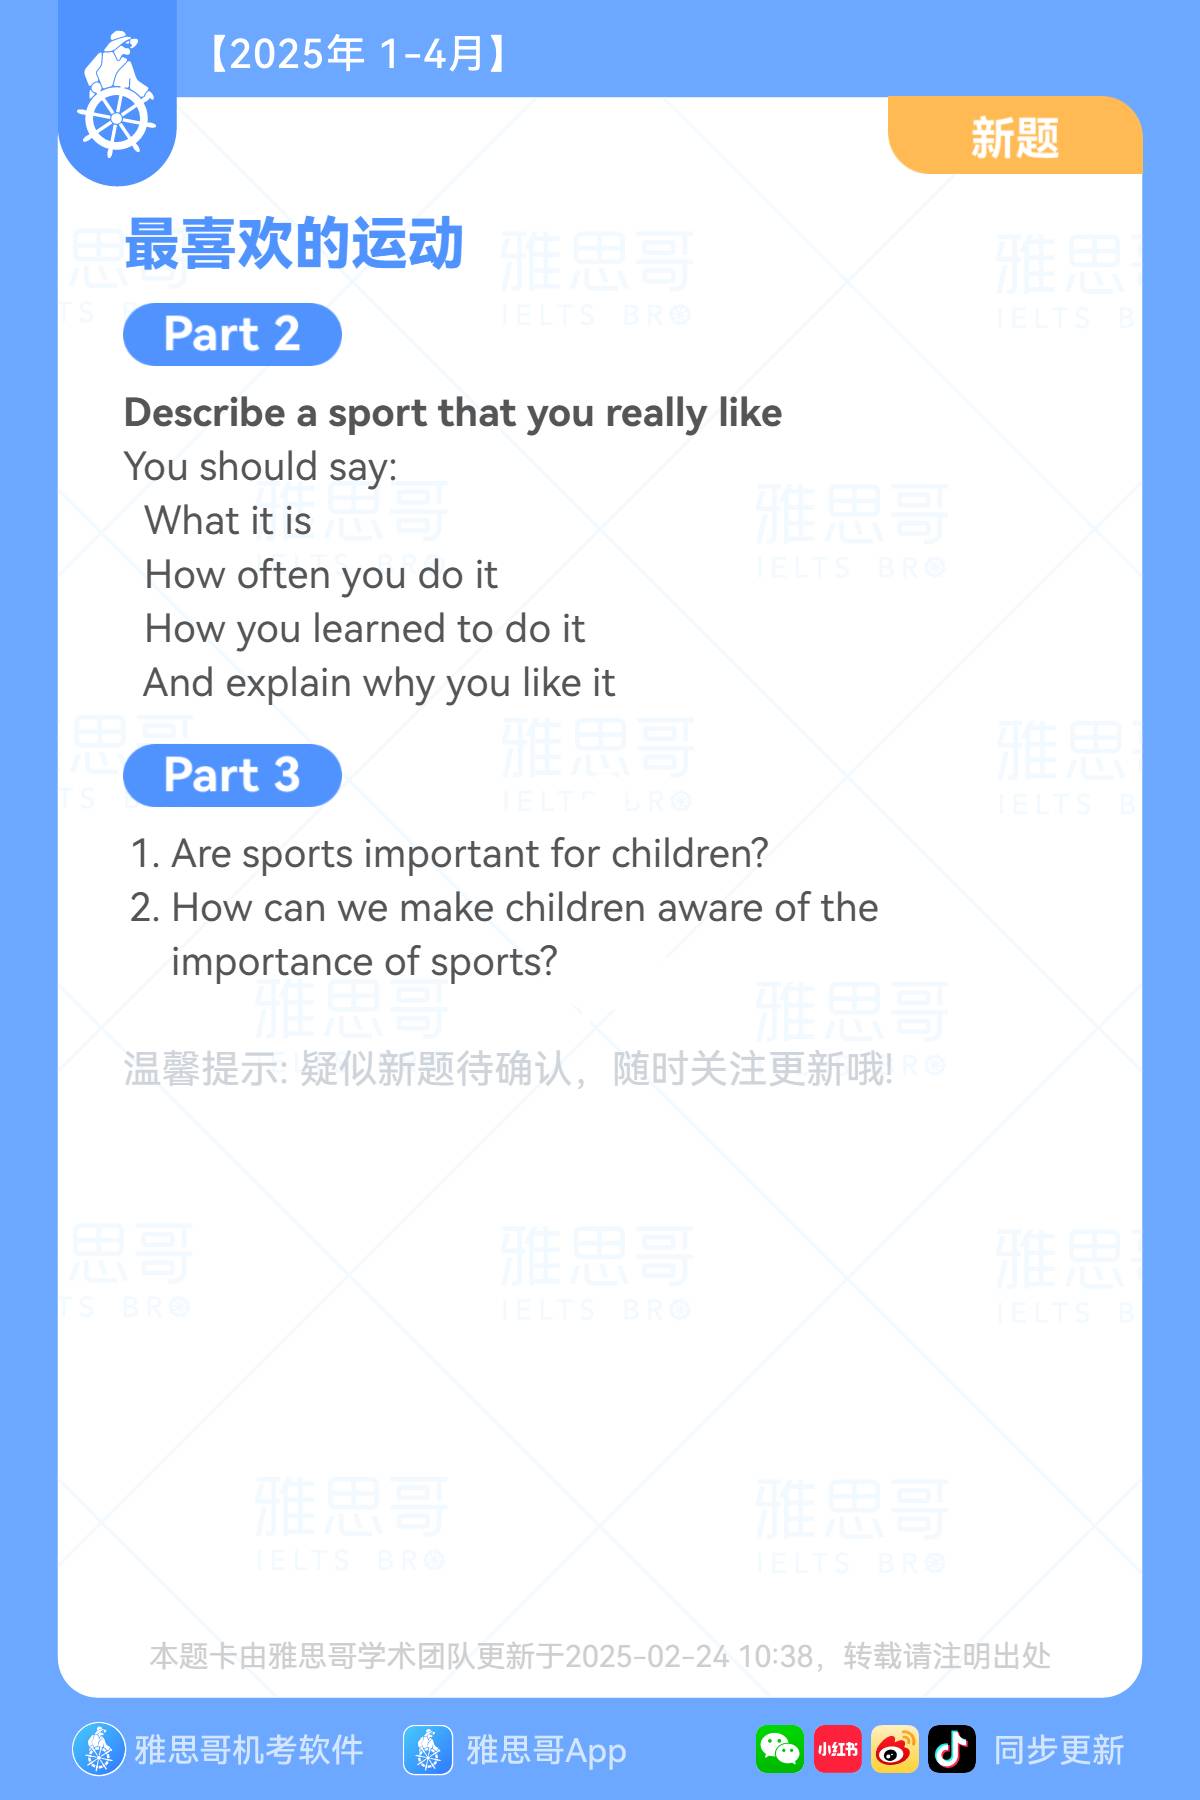 【2025年 1-4月】
新题
最喜欢的运动
Part 2
Describe a sport that you really like
You should say:
What it is
How often you do it
How you learned to do it
And explain why you like it
Part 3
1. Are sports important for children?
2. How can we make children aware of the
importance of sports?
温馨提示: 疑似新题待确认，随时关注更新哦!
本题卡由雅思哥学术团队更新于2025-02-24 10:38，转载请注明出处
雅思哥机考软件 雅思哥App 小红书 同步更新
雅思哥
IELTS BRO